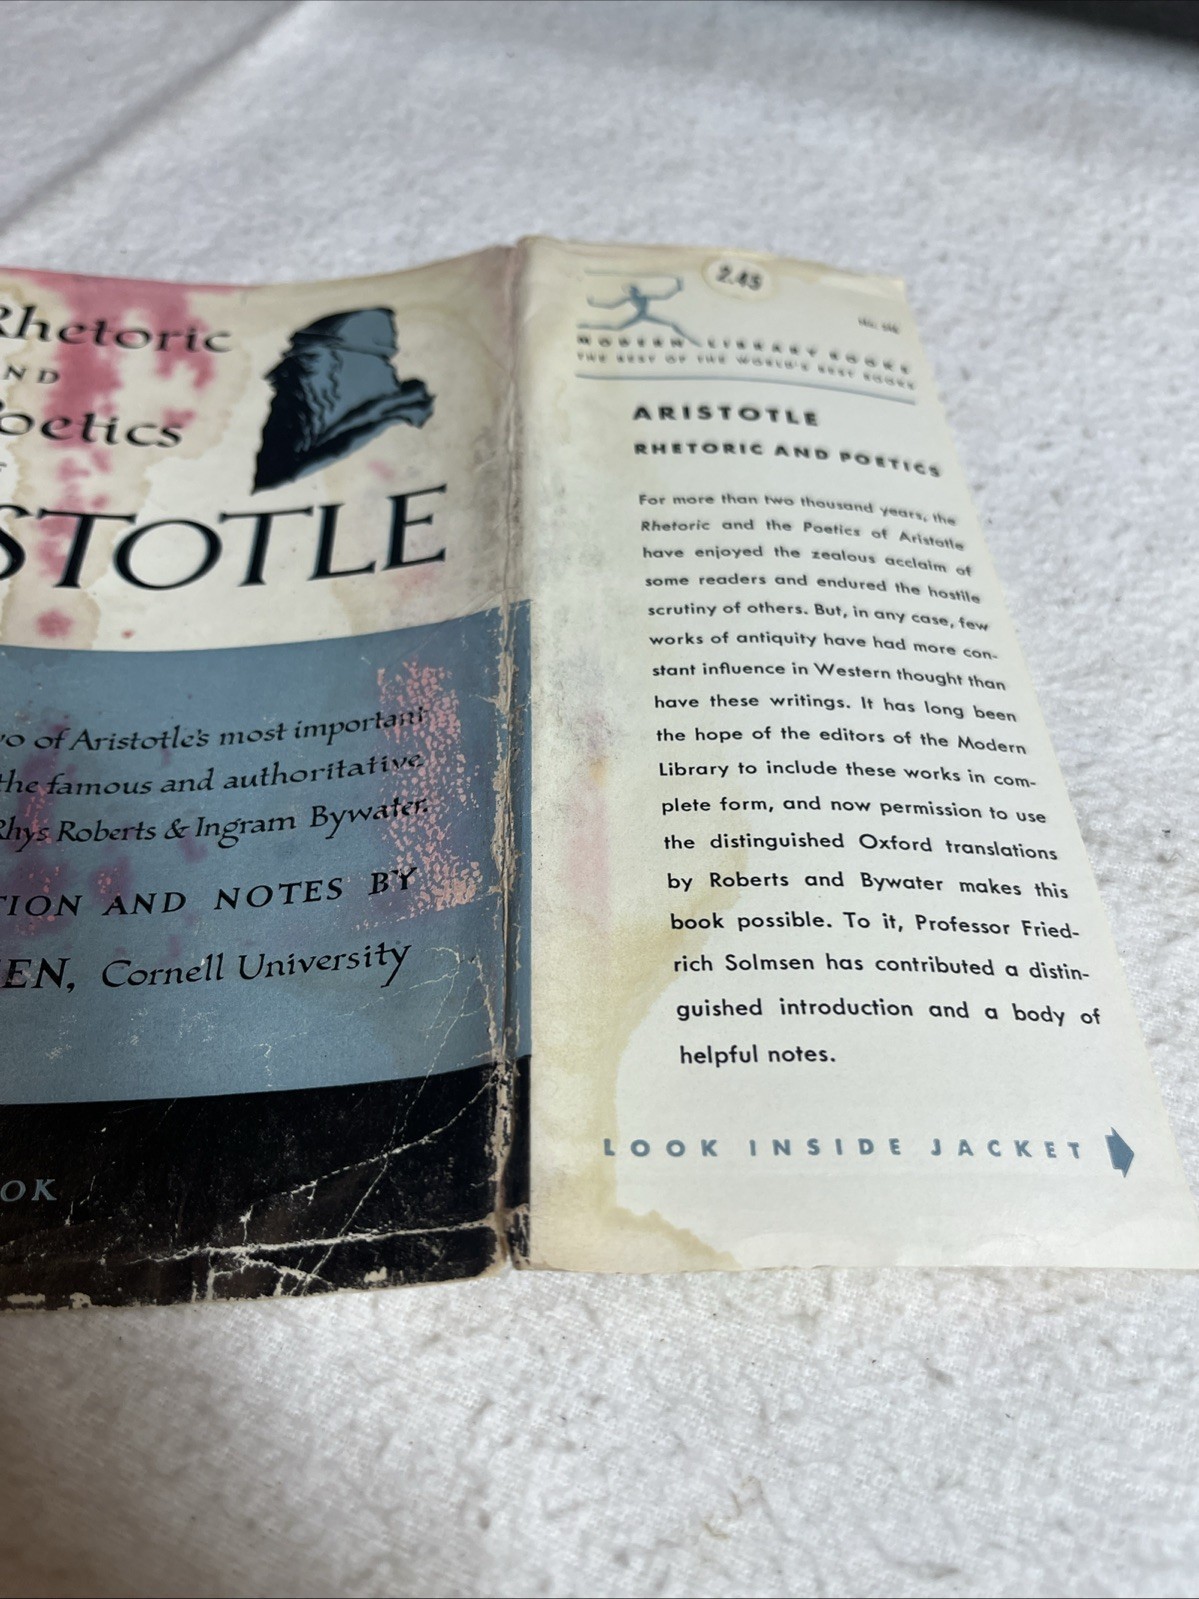 Rhetoric
AND
Poetics
STOTLE
wo of Aristotle's most important
the famous and authoritative
Rhys Roberts & Ingram Bywater.
TION AND NOTES BY
EN, Cornell University
OOK
2.45
MODERN LIBRARY BOOKS
THE BEST OF THE WORLD'S BEST BOOKS
ARISTOTLE
RHETORIC AND POETICS
For more than two thousand years, the
Rhetoric and the Poetics of Aristotle
have enjoyed the zealous acclaim of
some readers and endured the hostile
scrutiny of others. But, in any case, few
works of antiquity have had more con-
stant influence in Western thought than
have these writings. It has long been
the hope of the editors of the Modern
Library to include these works in com-
plete form, and now permission to use
the distinguished Oxford translations
by Roberts and Bywater makes this
book possible. To it, Professor Fried-
rich Solmsen has contributed a distin-
guished introduction and a body of
helpful notes.
LOOK INSIDE JACKET